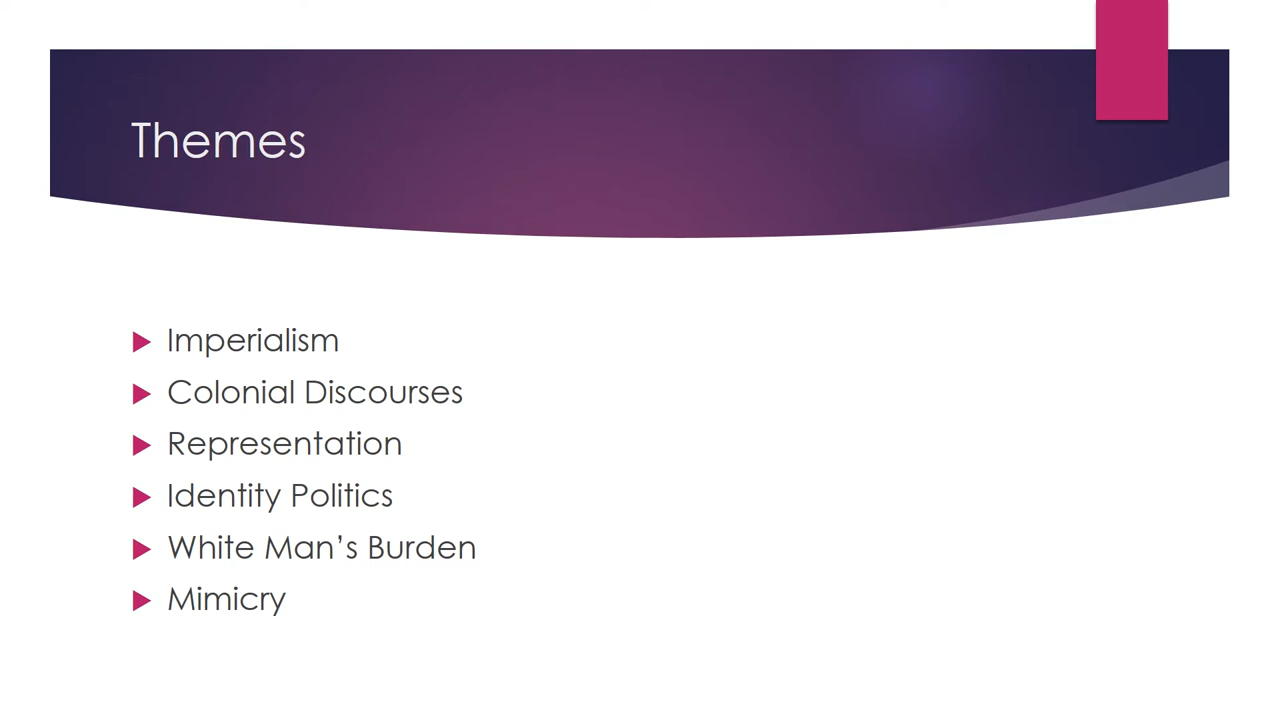 Themes
Imperialism
Colonial Discourses
Representation
Identity Politics
White Man’s Burden
Mimicry